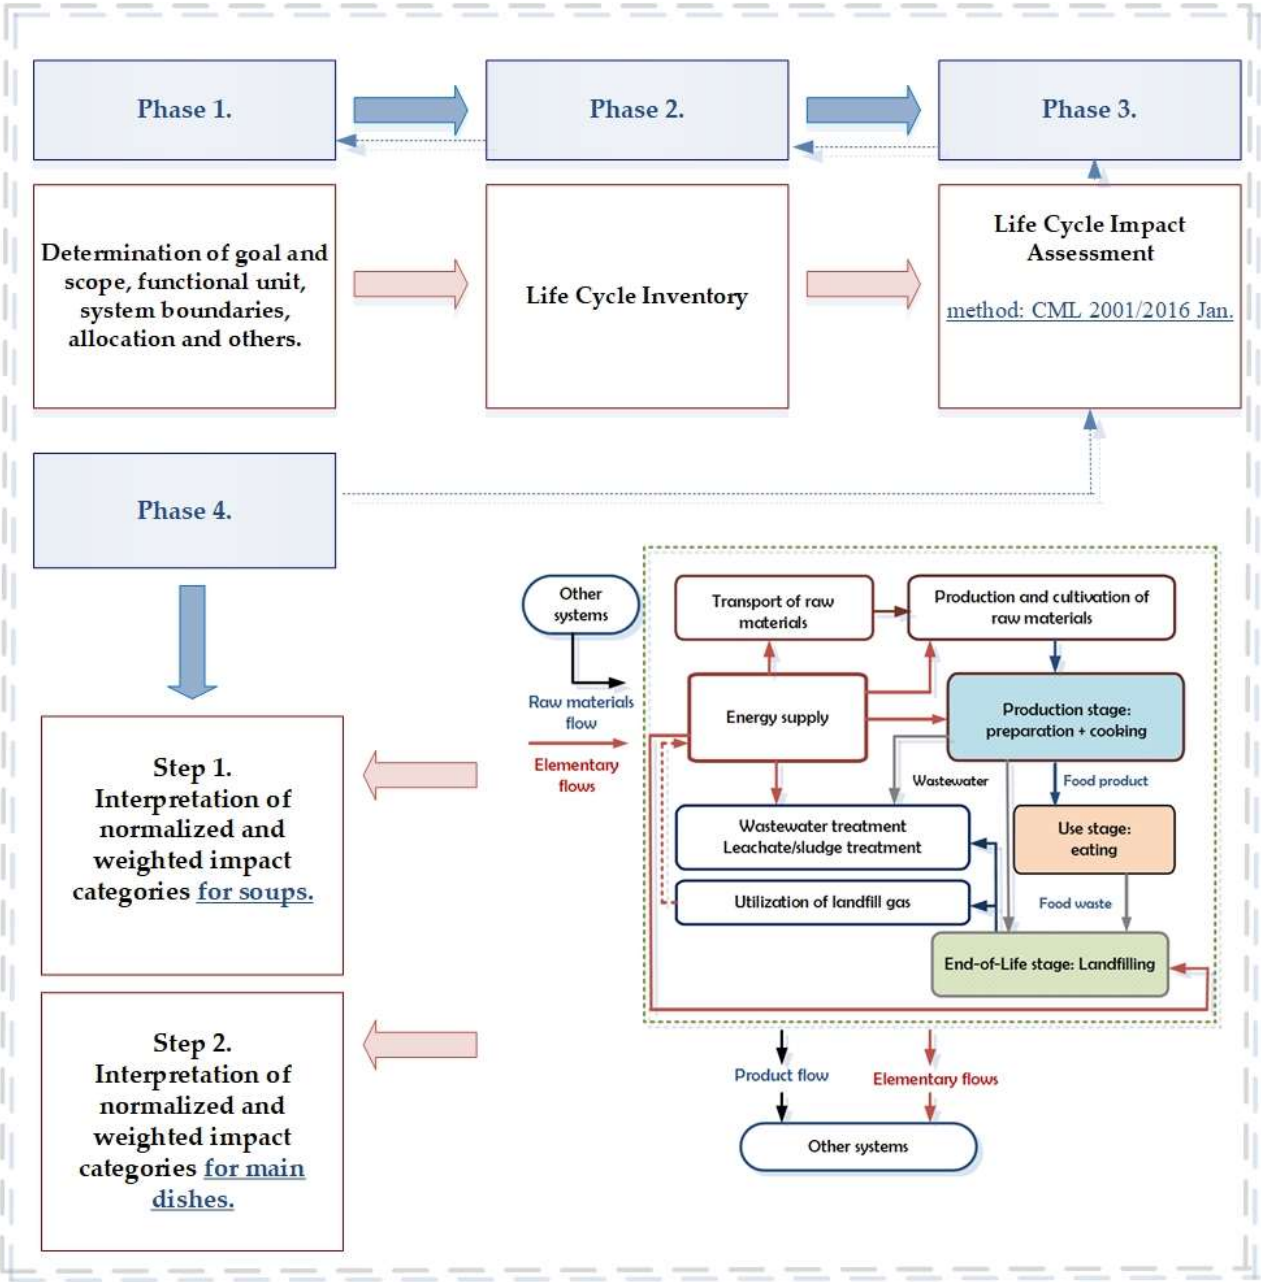 Phase 1.
Phase 2.
Phase 3.
Determination of goal and
scope, functional unit,
system boundaries,
allocation and others.
Life Cycle Inventory
Life Cycle Impact
Assessment
method: CML 2001/2016 Jan.
Phase 4.
Step 1.
Interpretation of
normalized and
weighted impact
categories for soups.
Step 2.
Interpretation of
normalized and
weighted impact
categories for main
dishes.
Other
systems
Raw materials
flow
Elementary
flows
Transport of raw
materials
Production and cultivation of
raw materials
Energy supply
Production stage:
preparation + cooking
Wastewater
Food product
Wastewater treatment
Leachate/sludge treatment
Use stage:
eating
Utilization of landfill gas
Food waste
End-of-Life stage: Landfilling
Product flow
Elementary flows
Other systems